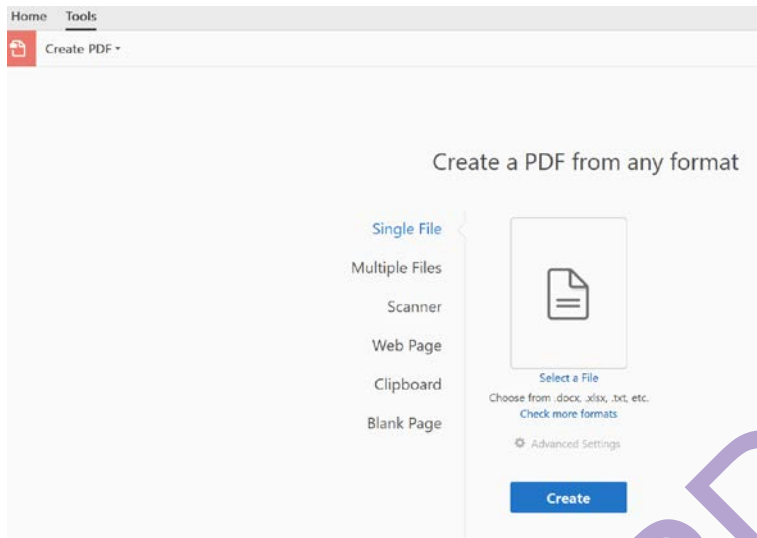 Home Tools
Create PDF
Create a PDF from any format
Single File
Multiple Files
Scanner
Web Page
Clipboard
Blank Page
Select a File
Choose from .docx, .xlsx, .txt, etc.
Check more formats
Advanced Settings
Create